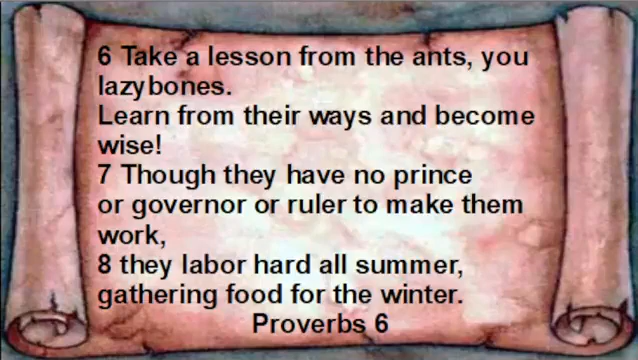 6 Take a lesson from the ants, you
lazybones.
Learn from their ways and become
wise!
7 Though they have no prince
or governor or ruler to make them
work,
8 they labor hard all summer,
gathering food for the winter.
Proverbs 6